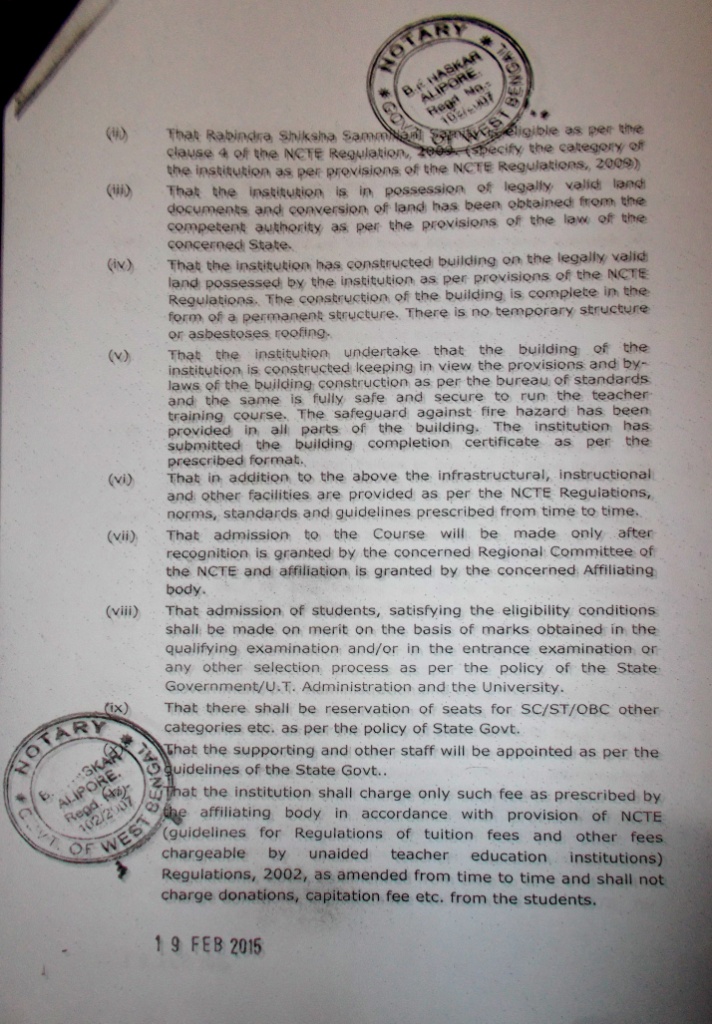 NOTARY
B. HASKAR
ALIPORE.
Regd No.:
GOVT. OF WEST BENGAL
(ii) That Rabindra Shiksha eligible as per the
clause 4 of the NCTE Regulation, 2009. (specify the category of
the institution as per provisions of the NCTE Regulations, 2009)
(iii) That the institution is in possession of legally valid land
documents and conversion of land has been obtained from the
competent authority as per the provisions of the law of the
concerned State.
(iv) That the institution has constructed building on the legally valid
land possessed by the institution as per provisions of the NCTE
Regulations. The construction of the building is complete in the
form of a permanent structure. There is no temporary structure
or asbestoses roofing.
(v) That the institution undertake that the building of the
institution is constructed keeping in view the provisions and by-
laws of the building construction as per the bureau of standards
and the same is fully safe and secure to run the teacher
training course. The safeguard against fire hazard has been
provided in all parts of the building. The institution has
submitted the building completion certificate as per the
prescribed format.
(vi) That in addition to the above the infrastructural, instructional
and other facilities are provided as per the NCTE Regulations,
norms, standards and guidelines prescribed from time to time.
(vii) That admission to the Course will be made only after
recognition is granted by the concerned Regional Committee of
the NCTE and affiliation is granted by the concerned Affiliating
body.
(viii) That admission of students, satisfying the eligibility conditions
shall be made on merit on the basis of marks obtained in the
qualifying examination and/or in the entrance examination or
any other selection process as per the policy of the State
Government/U.T. Administration and the University.
(ix) That there shall be reservation of seats for SC/ST/OBC other
categories etc. as per the policy of State Govt.
That the supporting and other staff will be appointed as per the
guidelines of the State Govt..
That the institution shall charge only such fee as prescribed by
the affiliating body in accordance with provision of NCTE
(guidelines for Regulations of tuition fees and other fees
chargeable by unaided teacher education institutions)
Regulations, 2002, as amended from time to time and shall not
charge donations, capitation fee etc. from the students.
NOTARY
ALIPORE.
Regd. No.:
GOVT. OF WEST BENGAL
19 FEB 2015